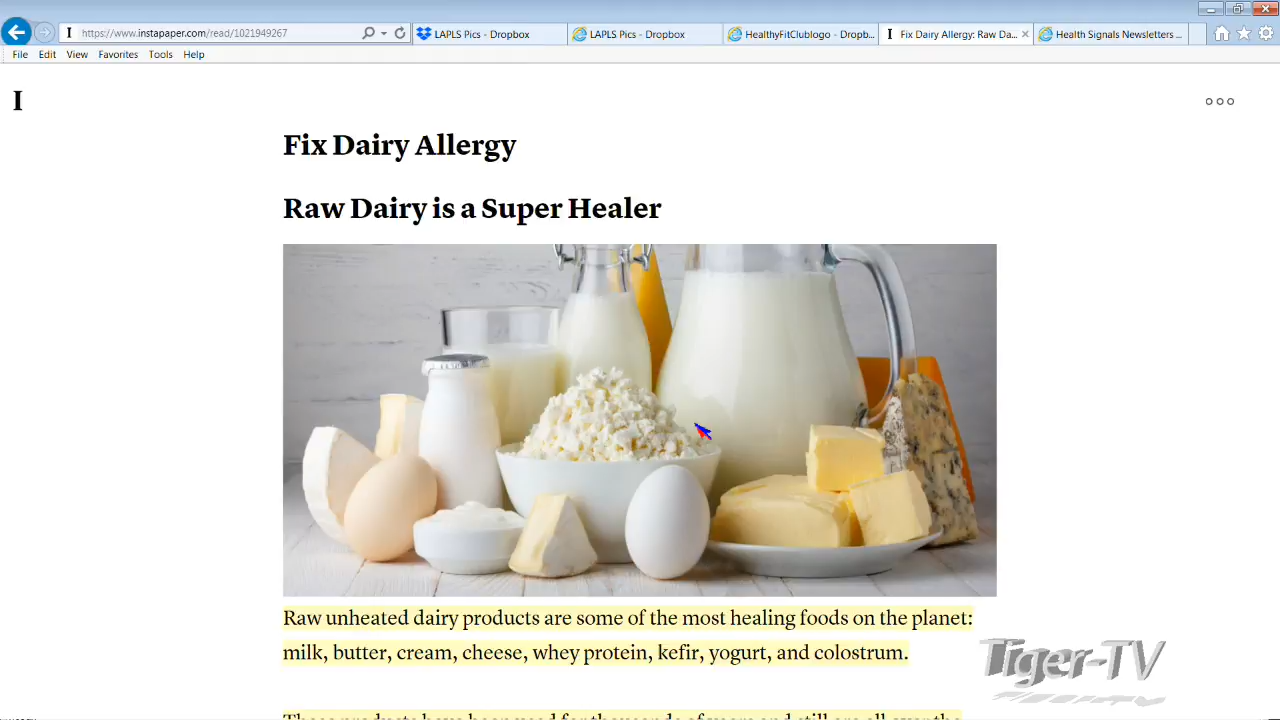 I https://www.instapaper.com/read/1021949267 LAPLS Pics - Dropbox LAPLS Pics - Dropbox HealthyFitClublogo - Dropb... I Fix Dairy Allergy: Raw Da... Health Signals Newsletters ...
File Edit View Favorites Tools Help
I
Fix Dairy Allergy
Raw Dairy is a Super Healer
Raw unheated dairy products are some of the most healing foods on the planet:
milk, butter, cream, cheese, whey protein, kefir, yogurt, and colostrum.
Tiger-TV